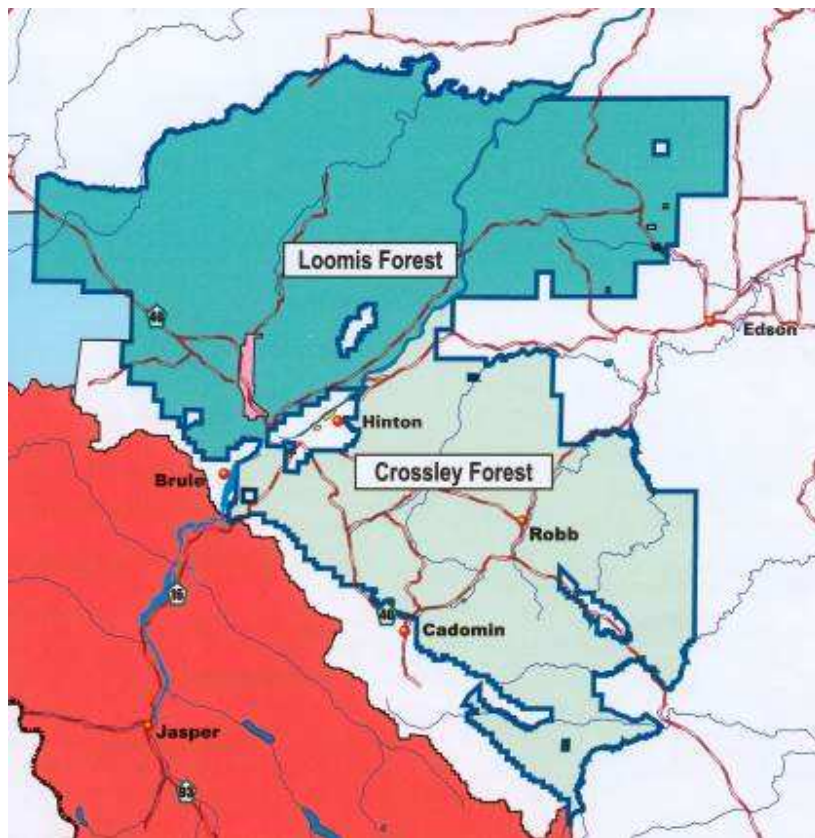 Loomis Forest
40
Edson
Hinton
Crossley Forest
Brule
Robb
16
40
Cadomin
Jasper
93